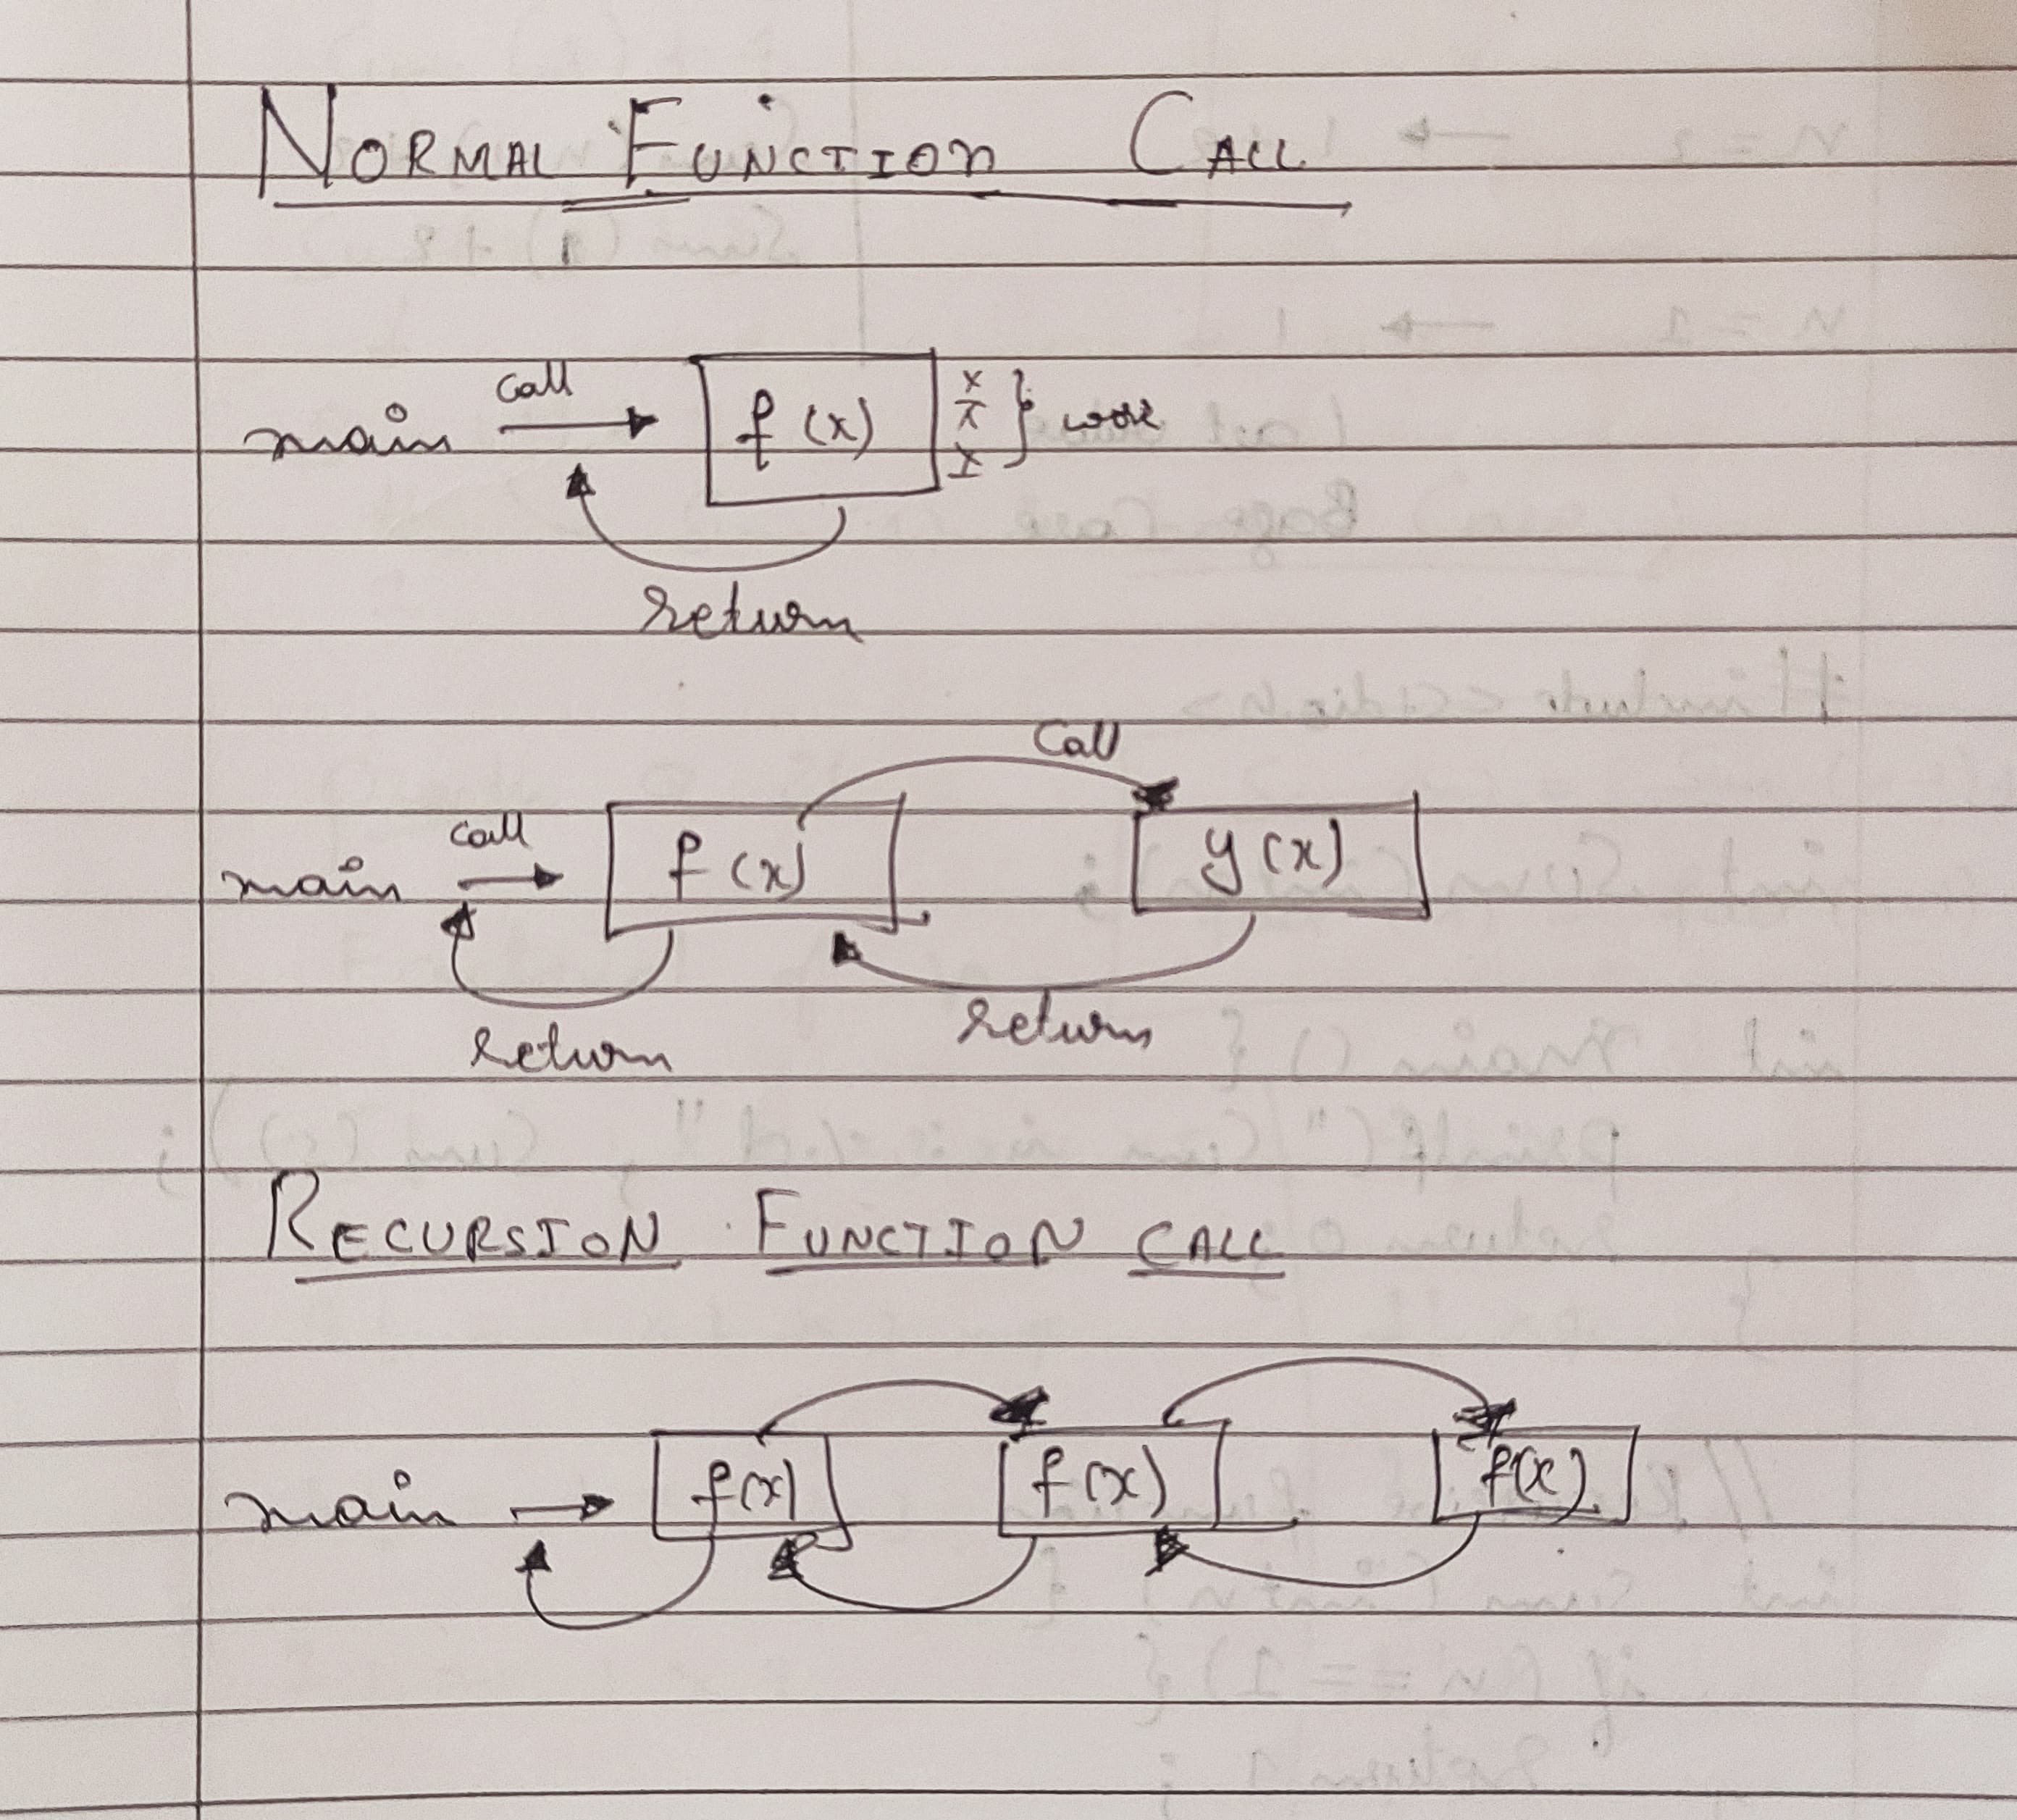 NORMAL FUNCTION CALL
call
main f (x) x x x } work
return
call
call
main f (x) y (x)
return
return
RECURSION FUNCTION CALL
main f(x) f (x) f(x)